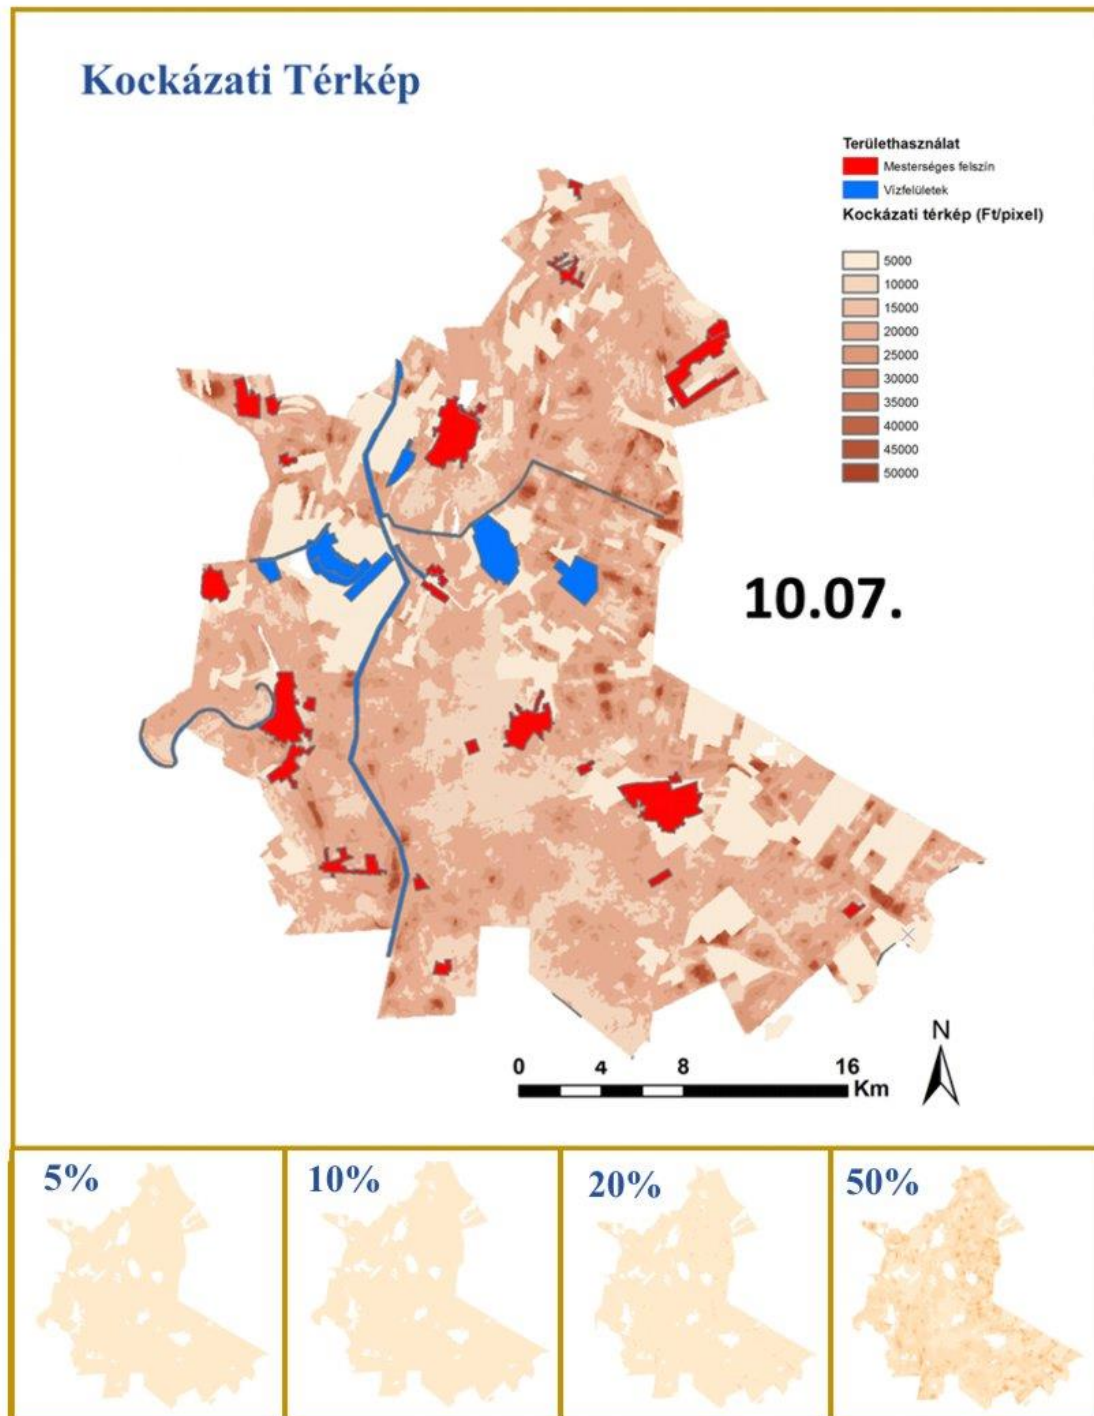 Kockázati Térkép
Területhasználat
Mesterséges felszín
Vízfelületek
Kockázati térkép (Ft/pixel)
5000
10000
15000
20000
25000
30000
35000
40000
45000
50000
10.07.
N
0 4 8 16
Km
5% 10% 20% 50%